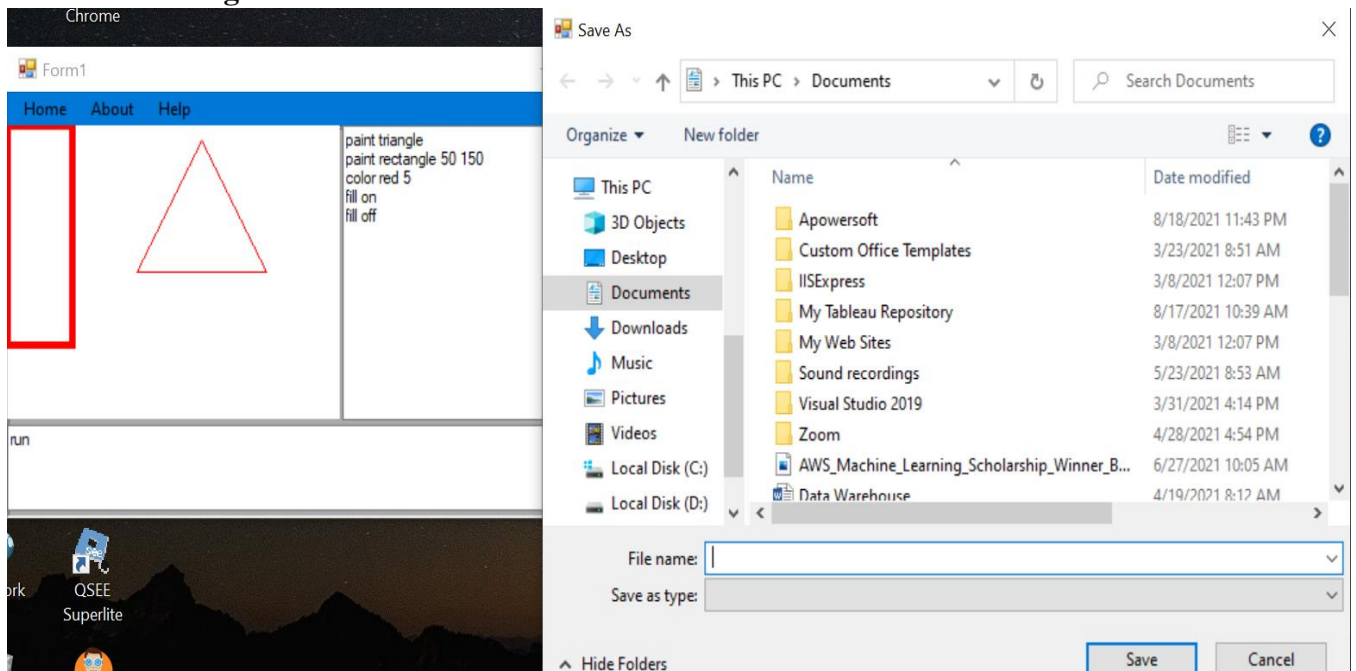 Chrome
Form1
Home About Help
paint triangle
paint rectangle 50 150
color red 5
fill on
fill off
run
QSEE
Superlite
Save As
This PC > Documents
Search Documents
Organize New folder
This PC
3D Objects
Desktop
Documents
Downloads
Music
Pictures
Videos
Local Disk (C:)
Local Disk (D:)
Name Date modified
Apowersoft 8/18/2021 11:43 PM
Custom Office Templates 3/23/2021 8:51 AM
IISExpress 3/8/2021 12:07 PM
My Tableau Repository 8/17/2021 10:39 AM
My Web Sites 3/8/2021 12:07 PM
Sound recordings 5/23/2021 8:53 AM
Visual Studio 2019 3/31/2021 4:14 PM
Zoom 4/28/2021 4:54 PM
AWS_Machine_Learning_Scholarship_Winner_B... 6/27/2021 10:05 AM
Data Warehouse 4/19/2021 8:12 AM
File name:
Save as type:
Hide Folders
Save Cancel